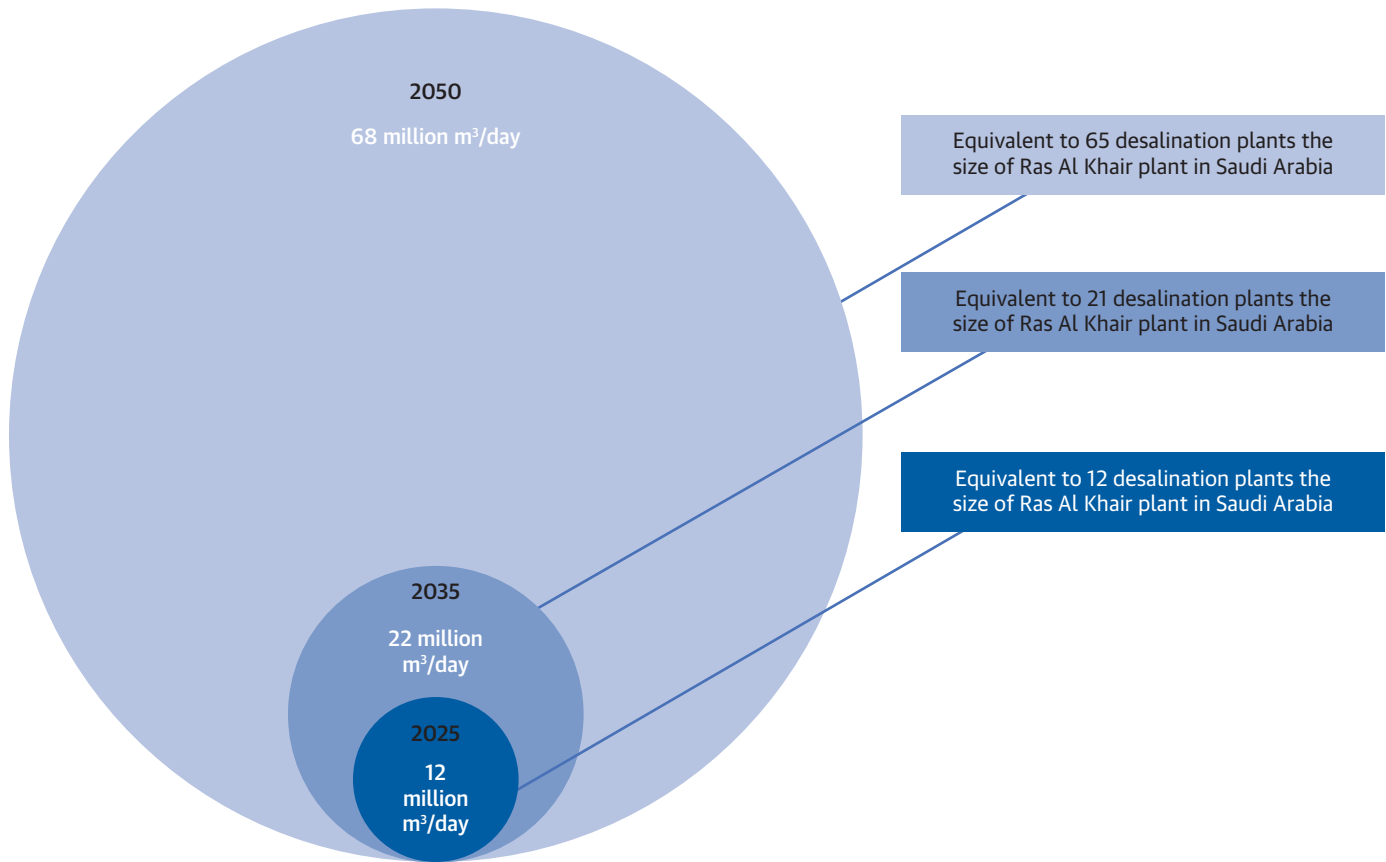 2050
68 million m³/day
Equivalent to 65 desalination plants the
size of Ras Al Khair plant in Saudi Arabia
Equivalent to 21 desalination plants the
size of Ras Al Khair plant in Saudi Arabia
Equivalent to 12 desalination plants the
size of Ras Al Khair plant in Saudi Arabia
2035
22 million
m³/day
2025
12
million
m³/day